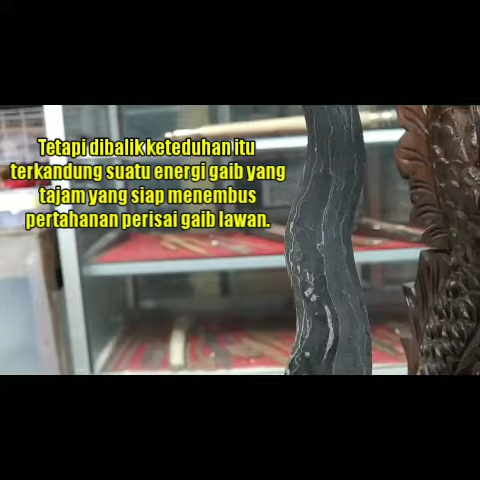 Tetapi dibalik keteduhan itu
terkandung suatu energi gaib yang
tajam yang siap menembus
pertahanan perisai gaib lawan.